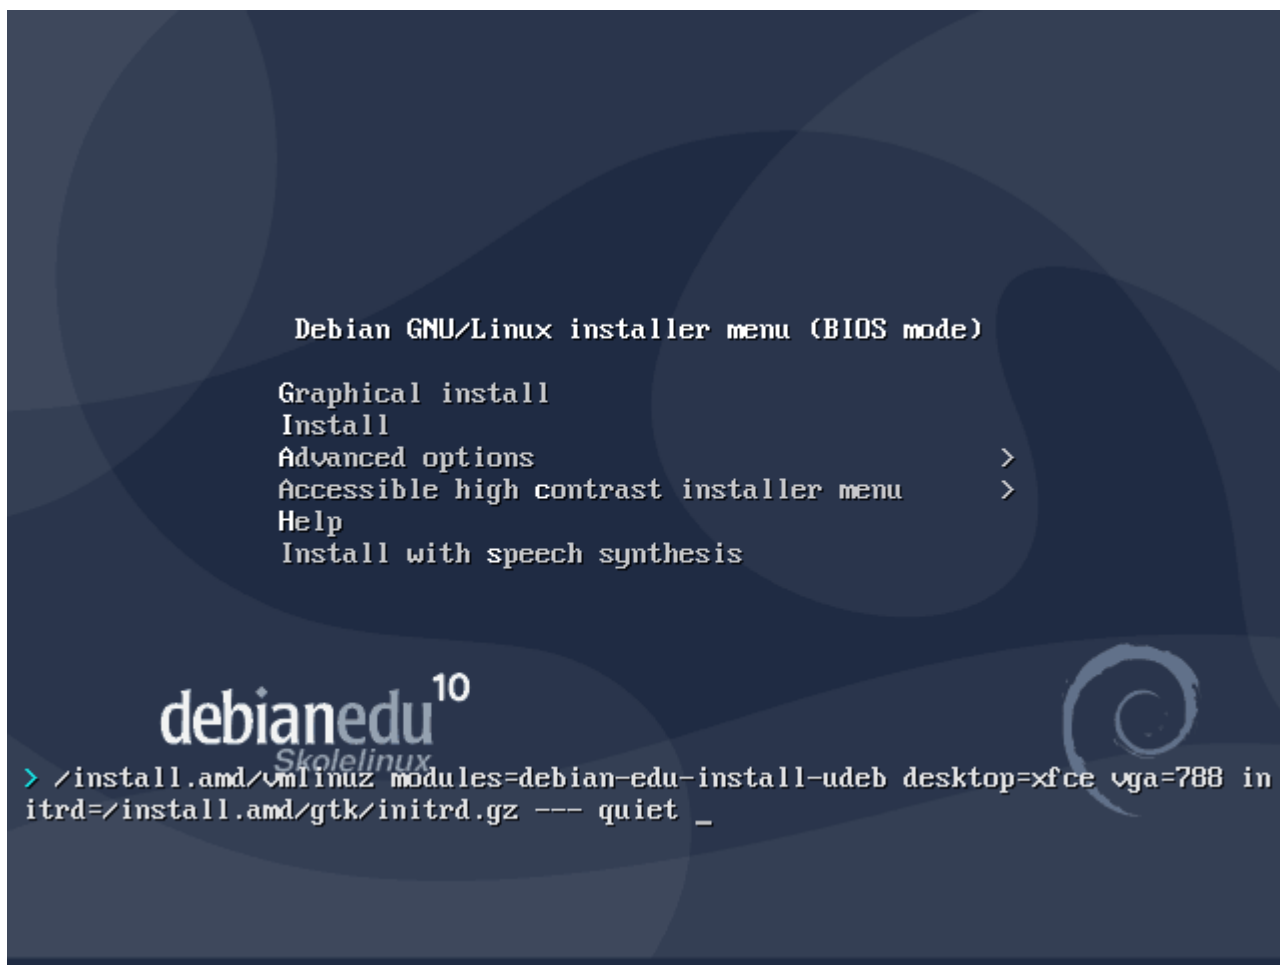 Debian GNU/Linux installer menu (BIOS mode)
Graphical install
Install
Advanced options >
Accessible high contrast installer menu >
Help
Install with speech synthesis
debianedu 10
Skolelinux
> /install.amd/vmlinuz modules=debian-edu-install-udeb desktop=xfce vga=788 in
itrd=/install.amd/gtk/initrd.gz --- quiet _